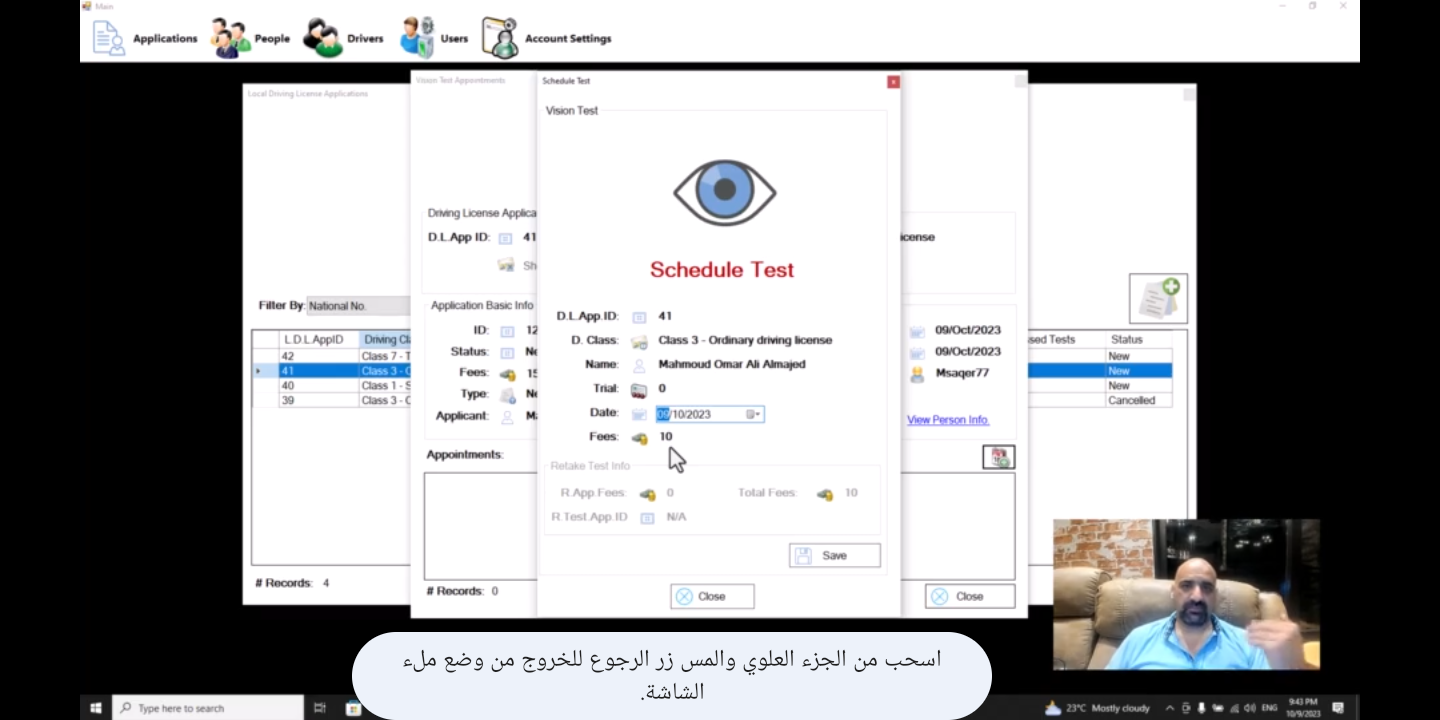 Main
Applications
People
Drivers
Users
Account Settings
Local Driving License Applications
Vision Test Appointments
Schedule Test
Vision Test
Driving License Applica
D.L.App ID: 41
Sh
icense
Schedule Test
Filter By: National No.
Application Basic Info
ID: 12
Status: Ne
Fees: 15
Type: Ne
Applicant: Ma
D.L.App.ID: 41
D. Class: Class 3 - Ordinary driving license
Name: Mahmoud Omar Ali Almajed
Trial: 0
Date: 09/10/2023
Fees: 10
09/Oct/2023
09/Oct/2023
Msaqer77
View Person Info.
L.D.L.AppID Driving Cl
42 Class 7 - T
41 Class 3 - O
40 Class 1 - S
39 Class 3 - O
sed Tests Status
New
New
New
Cancelled
Appointments:
Retake Test Info
R.App.Fees: 0 Total Fees: 10
R.Test.App.ID N/A
Save
# Records: 4
# Records: 0
Close
Close
اسحب من الجزء العلوي والمس زر الرجوع للخروج من وضع ملء
الشاشة.
Type here to search
23°C Mostly cloudy
ENG
9:43 PM
10/9/2023